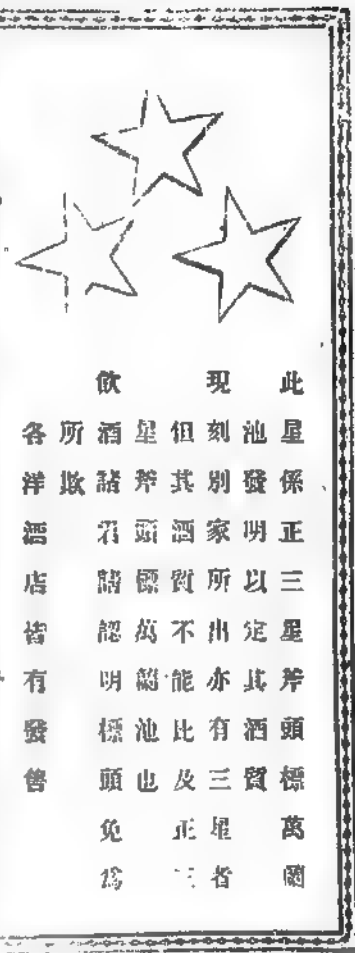 此星係正三星斧頭標萬蘭
池發明以定其酒質
現刻別家所出亦有三星者
但其酒質不能比及正三
星斧頭標萬蘭池也
飲酒諸君請認明標頭免爲
所欺
各洋酒店皆有發售